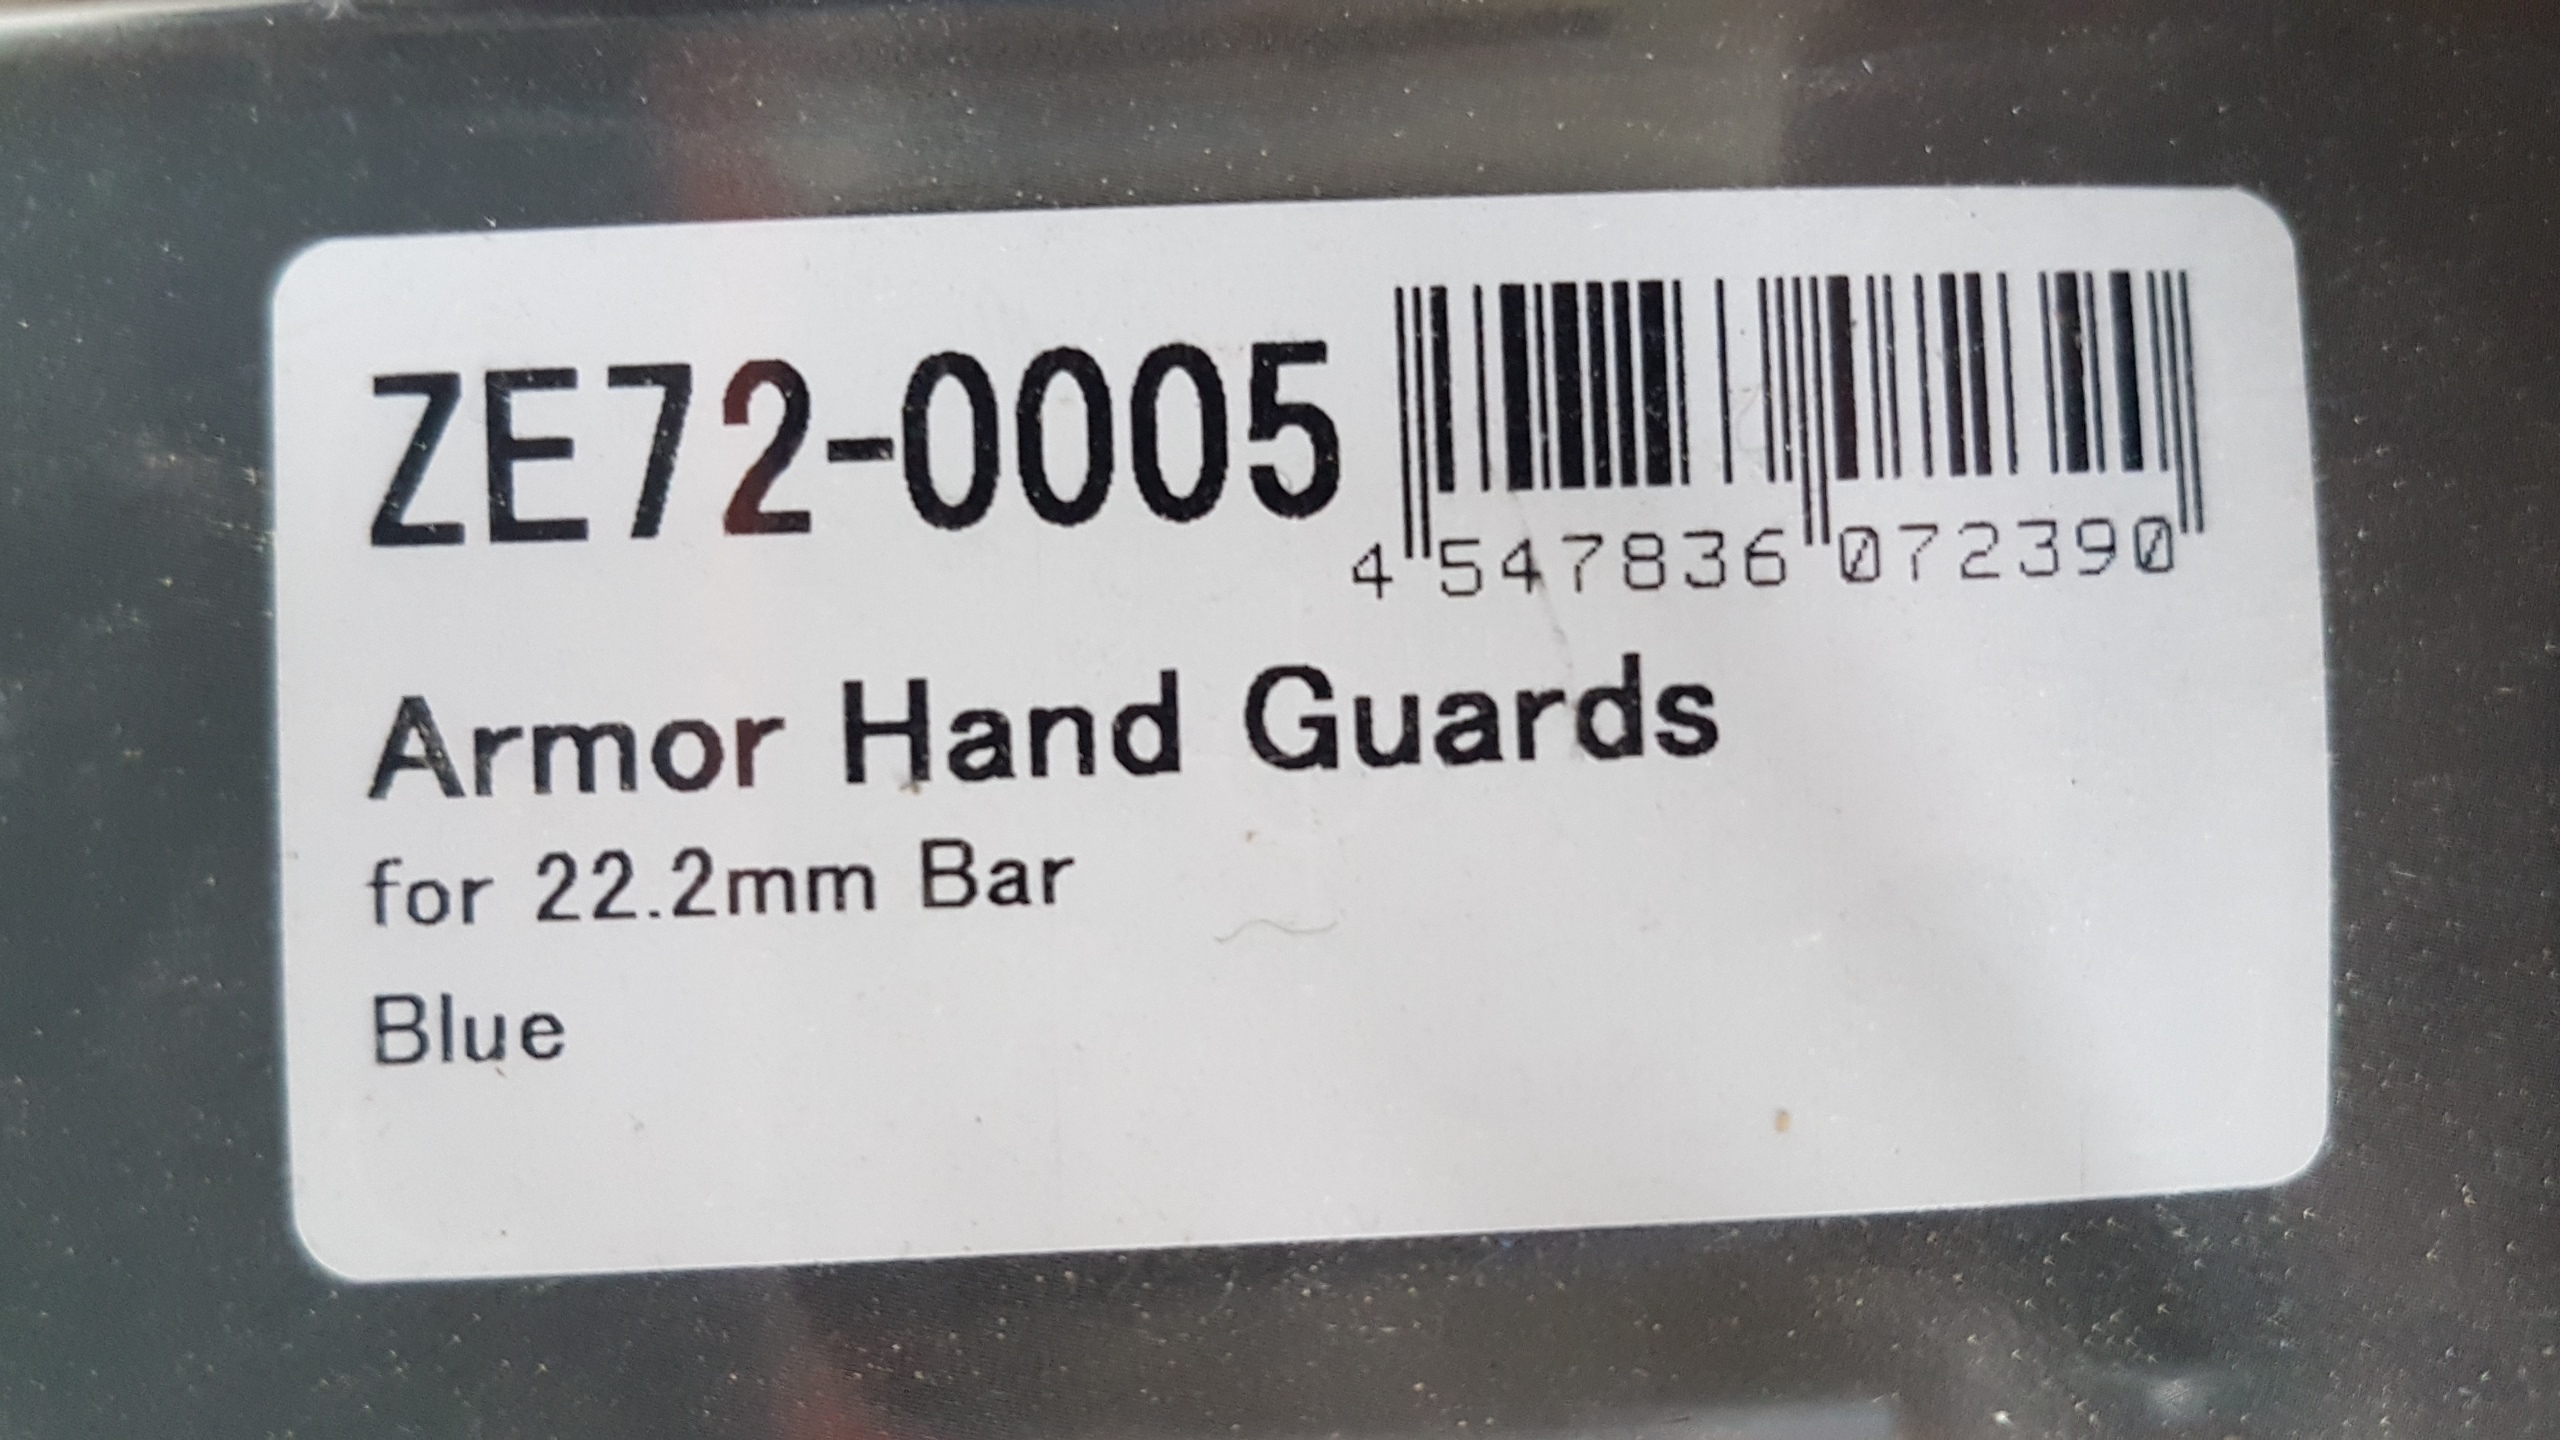 ZE72-0005
4 547836 072390
Armor Hand Guards
for 22.2mm Bar
Blue